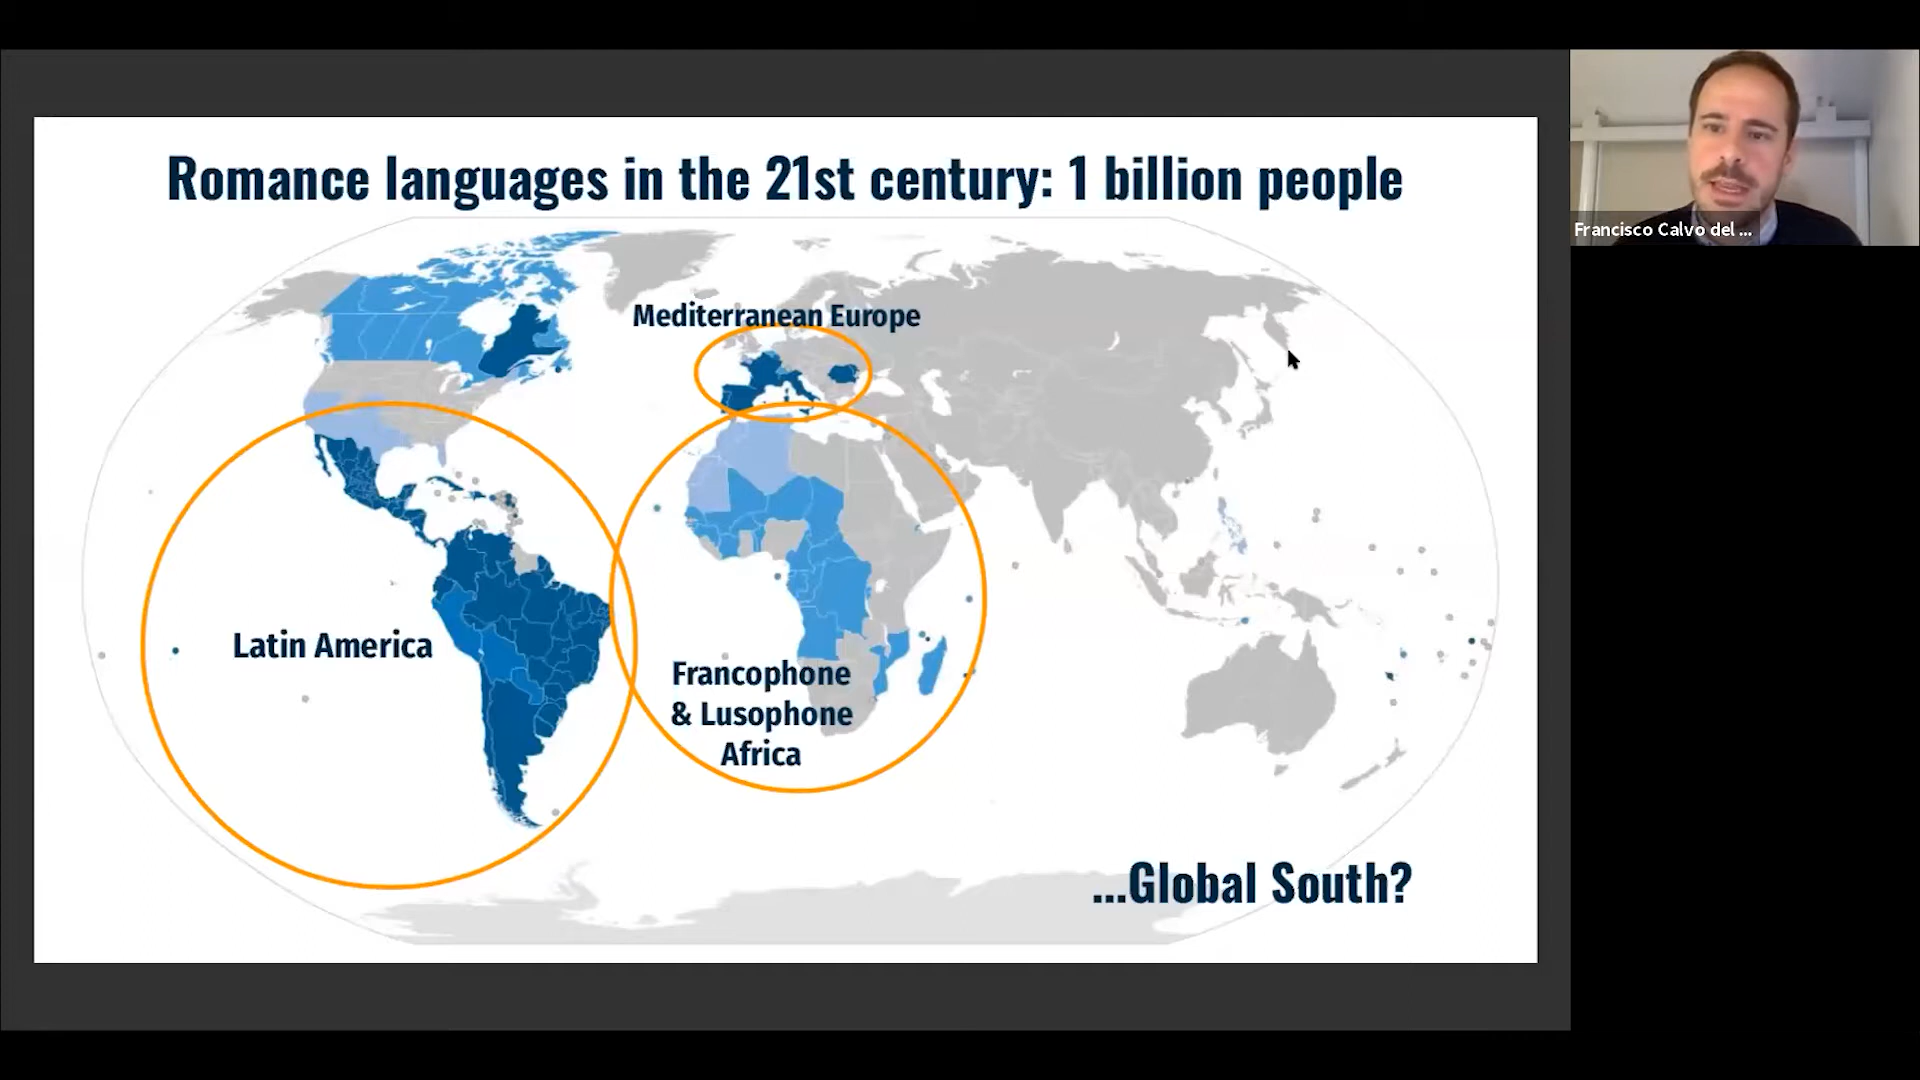 Romance languages in the 21st century: 1 billion people
Mediterranean Europe
Latin America
Francophone
& Lusophone
Africa
...Global South?
Francisco Calvo del ...